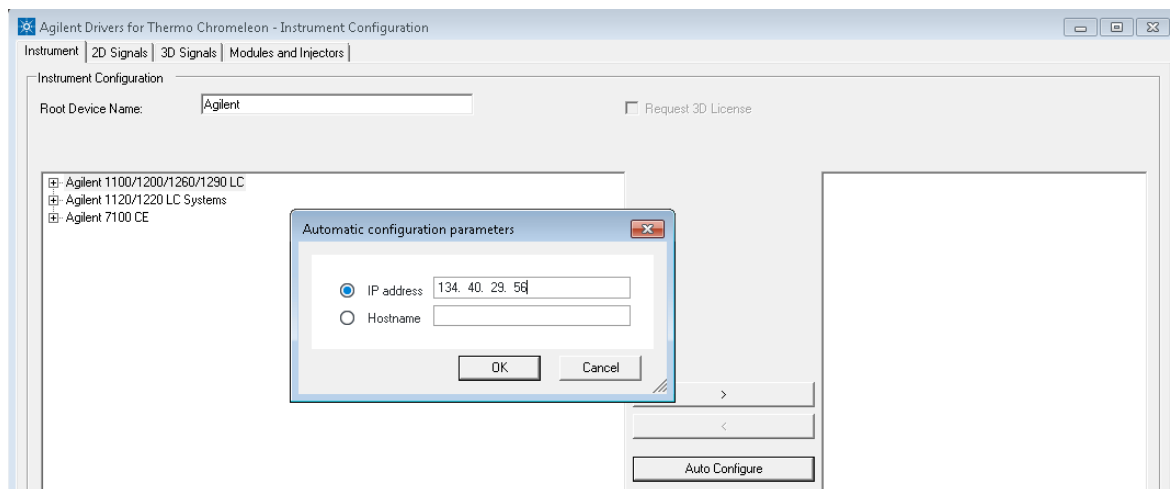 Agilent Drivers for Thermo Chromeleon - Instrument Configuration
Instrument 2D Signals 3D Signals Modules and Injectors
Instrument Configuration
Root Device Name: Agilent Request 3D License
Agilent 1100/1200/1260/1290 LC
Agilent 1120/1220 LC Systems
Agilent 7100 CE
Automatic configuration parameters
IP address 134. 40. 29. 56
Hostname
OK Cancel
>
<
Auto Configure